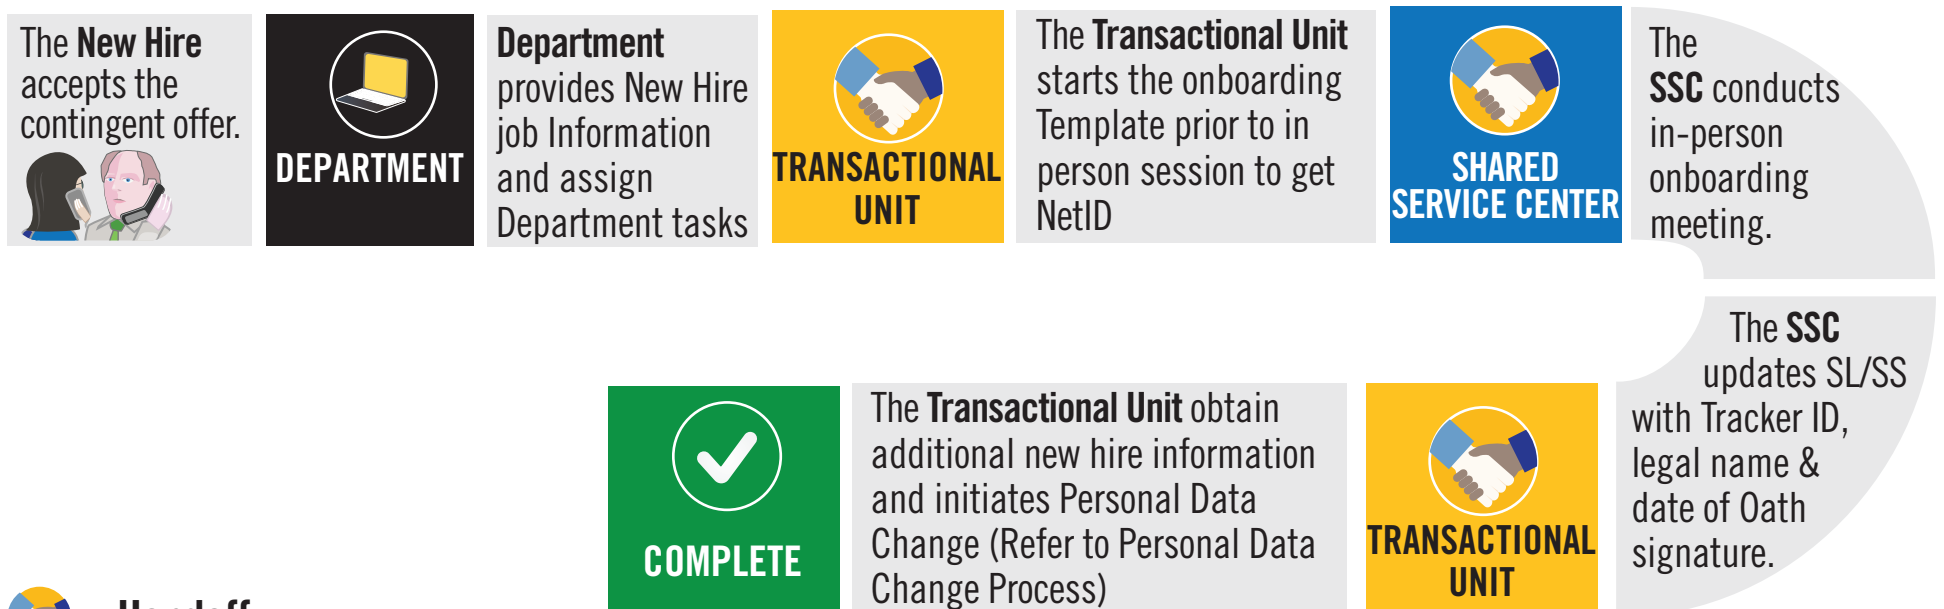 The New Hire
accepts the
contingent offer.
DEPARTMENT
Department
provides New Hire
job Information
and assign
Department tasks
TRANSACTIONAL
UNIT
The Transactional Unit
starts the onboarding
Template prior to in
person session to get
NetID
SHARED
SERVICE CENTER
The
SSC conducts
in-person
onboarding
meeting.
The SSC
updates SL/SS
with Tracker ID,
legal name &
date of Oath
signature.
TRANSACTIONAL
UNIT
The Transactional Unit obtain
additional new hire information
and initiates Personal Data
Change (Refer to Personal Data
Change Process)
COMPLETE
Handoff